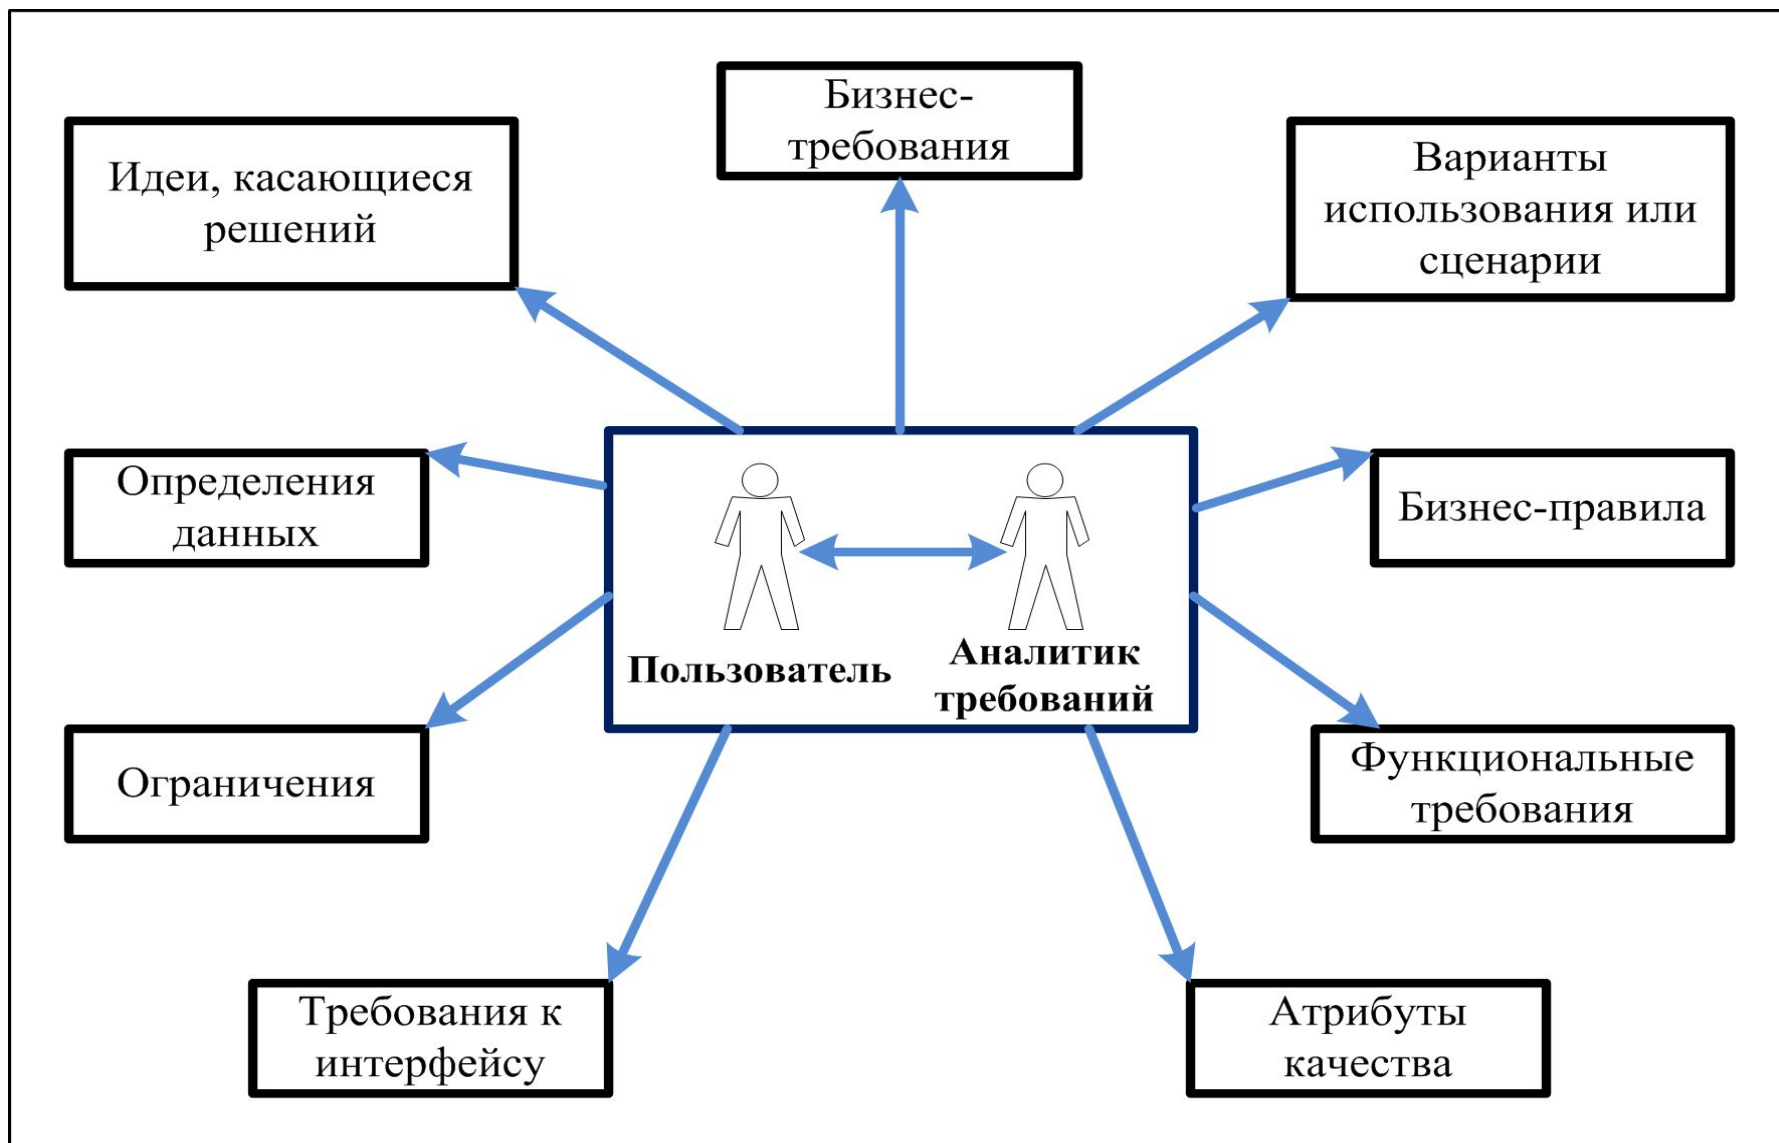 Бизнес-
требования
Идеи, касающиеся
решений
Варианты
использования или
сценарии
Определения
данных
Бизнес-правила
Пользователь
Аналитик
требований
Ограничения
Функциональные
требования
Требования к
интерфейсу
Атрибуты
качества